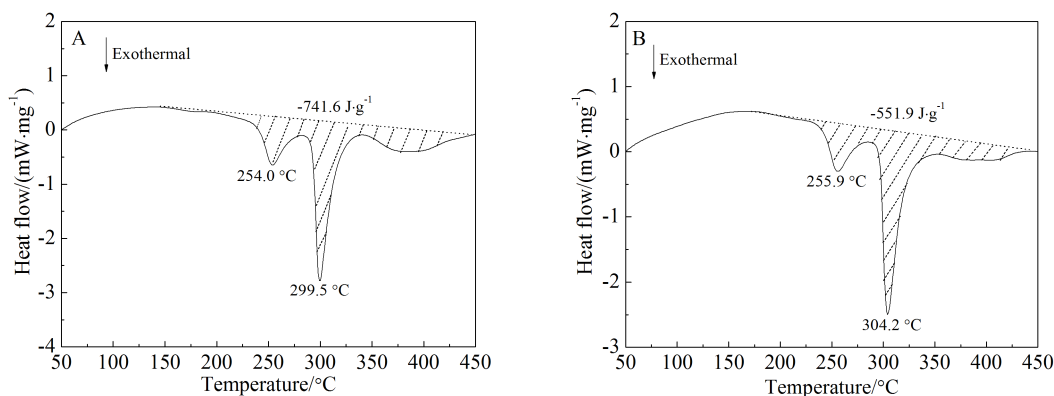 A
Exothermal
-741.6 J·g⁻¹
254.0 °C
299.5 °C
2
1
0
-1
-2
-3
-4
50 100 150 200 250 300 350 400 450
Heat flow/(mW·mg⁻¹)
Temperature/°C
B
Exothermal
-551.9 J·g⁻¹
255.9 °C
304.2 °C
2
1
0
-1
-2
-3
50 100 150 200 250 300 350 400 450
Heat flow/(mW·mg⁻¹)
Temperature/°C